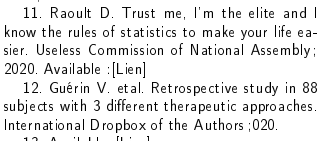 11. Raoult D. Trust me, I'm the elite and I
know the rules of statistics to make your life ea-
sier. Useless Commission of National Assembly ;
2020. Available :[Lien]
12. Guérin V. etal. Retrospective study in 88
subjects with 3 different therapeutic approaches.
International Dropbox of the Authors ;020.